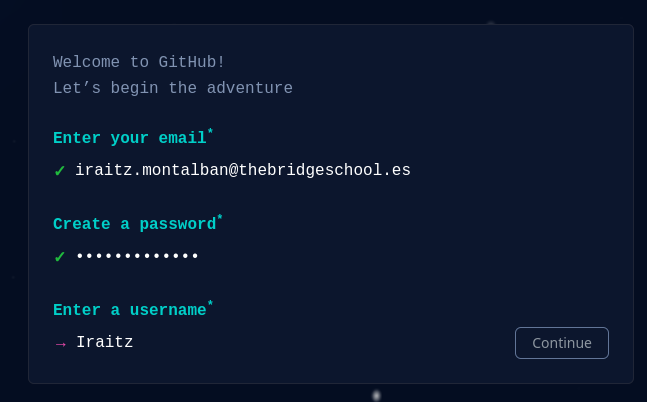 Welcome to GitHub!
Let’s begin the adventure
Enter your email*
✓ iraitz.montalban@thebridgeschool.es
Create a password*
✓ •••••••••••••
Enter a username*
→ Iraitz
Continue